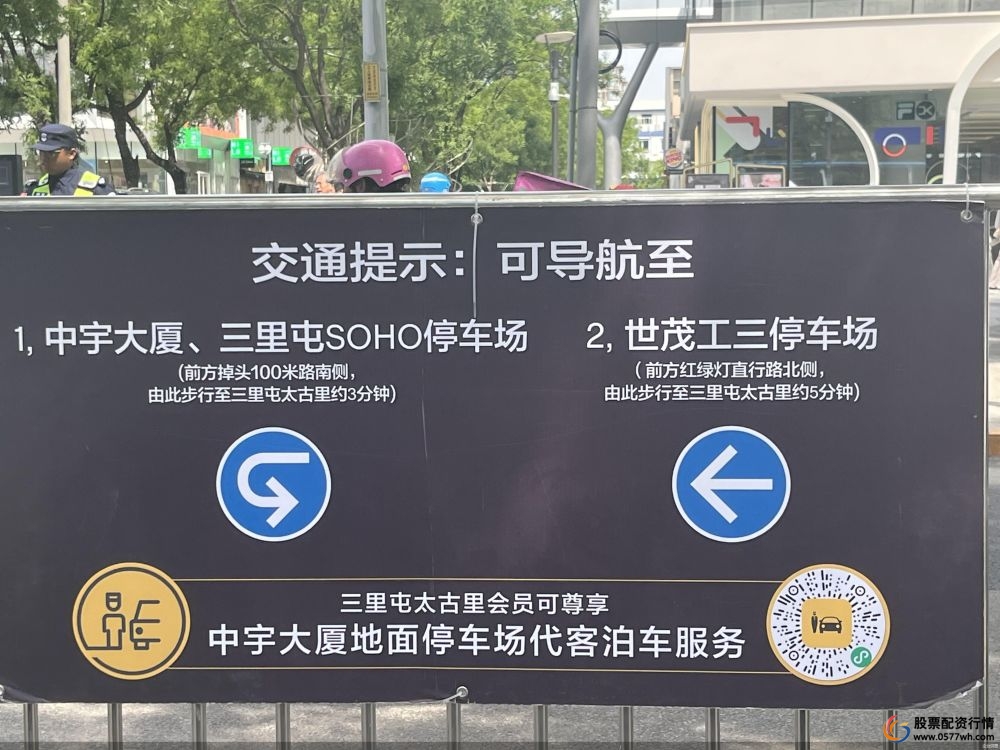 交通提示：可导航至
1, 中宇大厦、三里屯SOHO停车场
(前方掉头100米路南侧，
由此步行至三里屯太古里约3分钟)
2, 世茂工三停车场
(前方红绿灯直行路北侧，
由此步行至三里屯太古里约5分钟)
三里屯太古里会员可尊享
中宇大厦地面停车场代客泊车服务
股票配资行情
www.0577wh.com